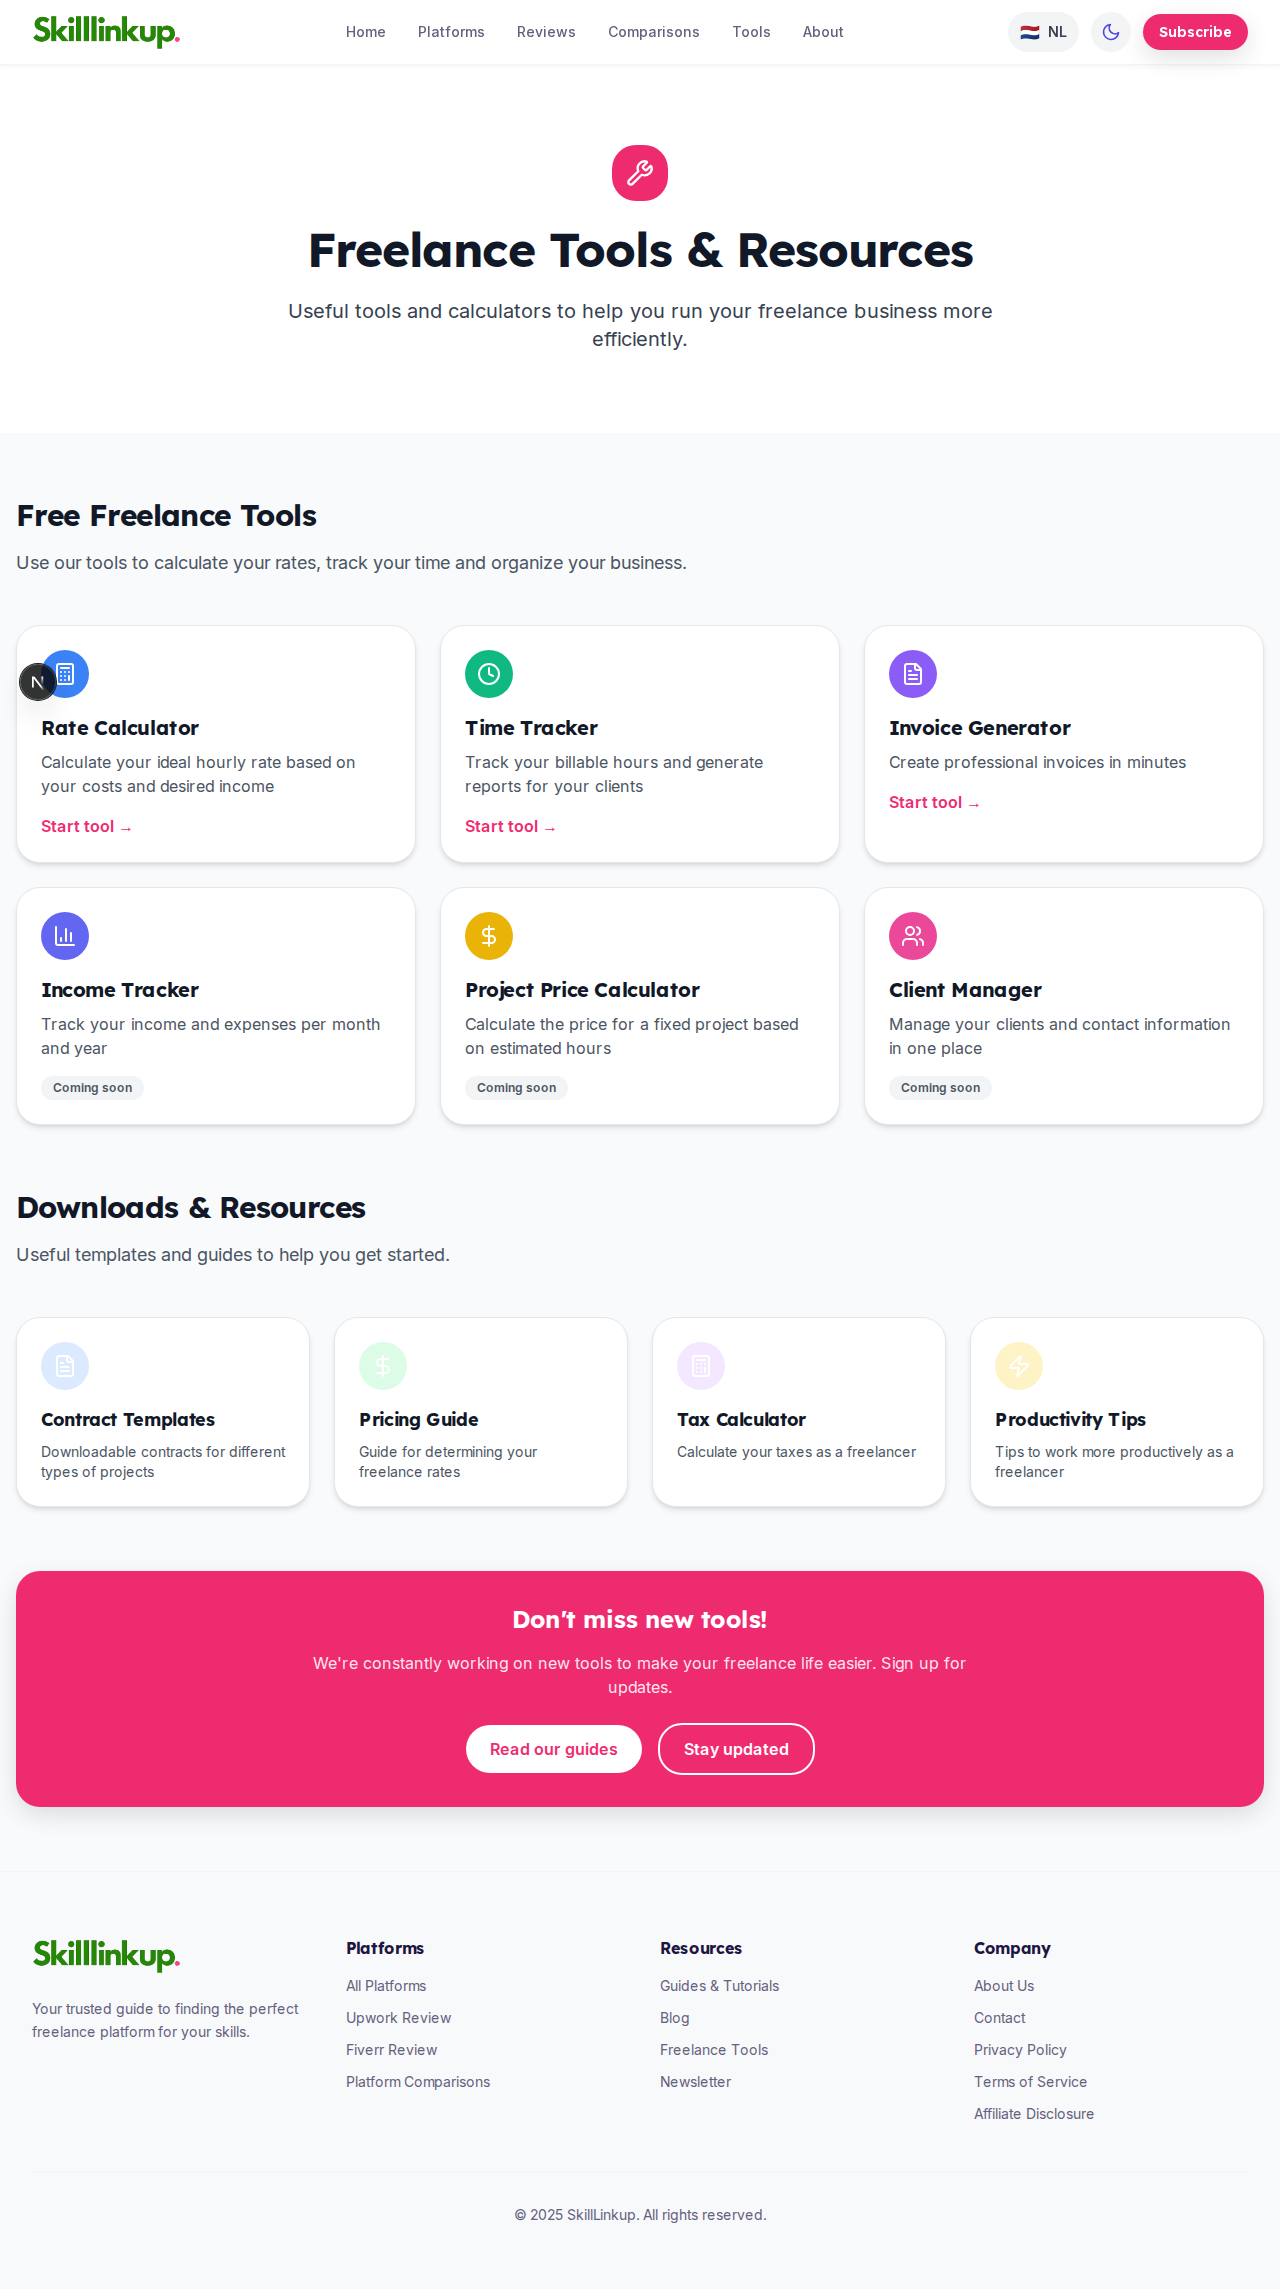 Skilllinkup.
Home
Platforms
Reviews
Comparisons
Tools
About
NL
Subscribe
Freelance Tools & Resources
Useful tools and calculators to help you run your freelance business more
efficiently.
Free Freelance Tools
Use our tools to calculate your rates, track your time and organize your business.
N
Rate Calculator
Calculate your ideal hourly rate based on
your costs and desired income
Start tool →
Time Tracker
Track your billable hours and generate
reports for your clients
Start tool →
Invoice Generator
Create professional invoices in minutes
Start tool →
Income Tracker
Track your income and expenses per month
and year
Coming soon
Project Price Calculator
Calculate the price for a fixed project based
on estimated hours
Coming soon
Client Manager
Manage your clients and contact information
in one place
Coming soon
Downloads & Resources
Useful templates and guides to help you get started.
Contract Templates
Downloadable contracts for different
types of projects
Pricing Guide
Guide for determining your
freelance rates
Tax Calculator
Calculate your taxes as a freelancer
Productivity Tips
Tips to work more productively as a
freelancer
Don't miss new tools!
We're constantly working on new tools to make your freelance life easier. Sign up for
updates.
Read our guides
Stay updated
Skilllinkup.
Your trusted guide to finding the perfect
freelance platform for your skills.
Platforms
All Platforms
Upwork Review
Fiverr Review
Platform Comparisons
Resources
Guides & Tutorials
Blog
Freelance Tools
Newsletter
Company
About Us
Contact
Privacy Policy
Terms of Service
Affiliate Disclosure
© 2025 SkillLinkup. All rights reserved.